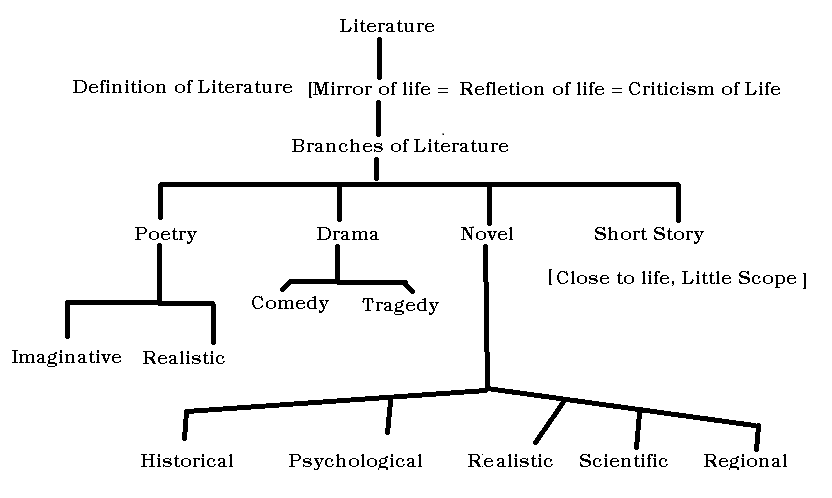 Literature
Definition of Literature [Mirror of life = Refletion of life = Criticism of Life
Branches of Literature
Poetry Drama Novel Short Story
[Close to life, Little Scope]
Comedy Tragedy
Imaginative Realistic
Historical Psychological Realistic Scientific Regional